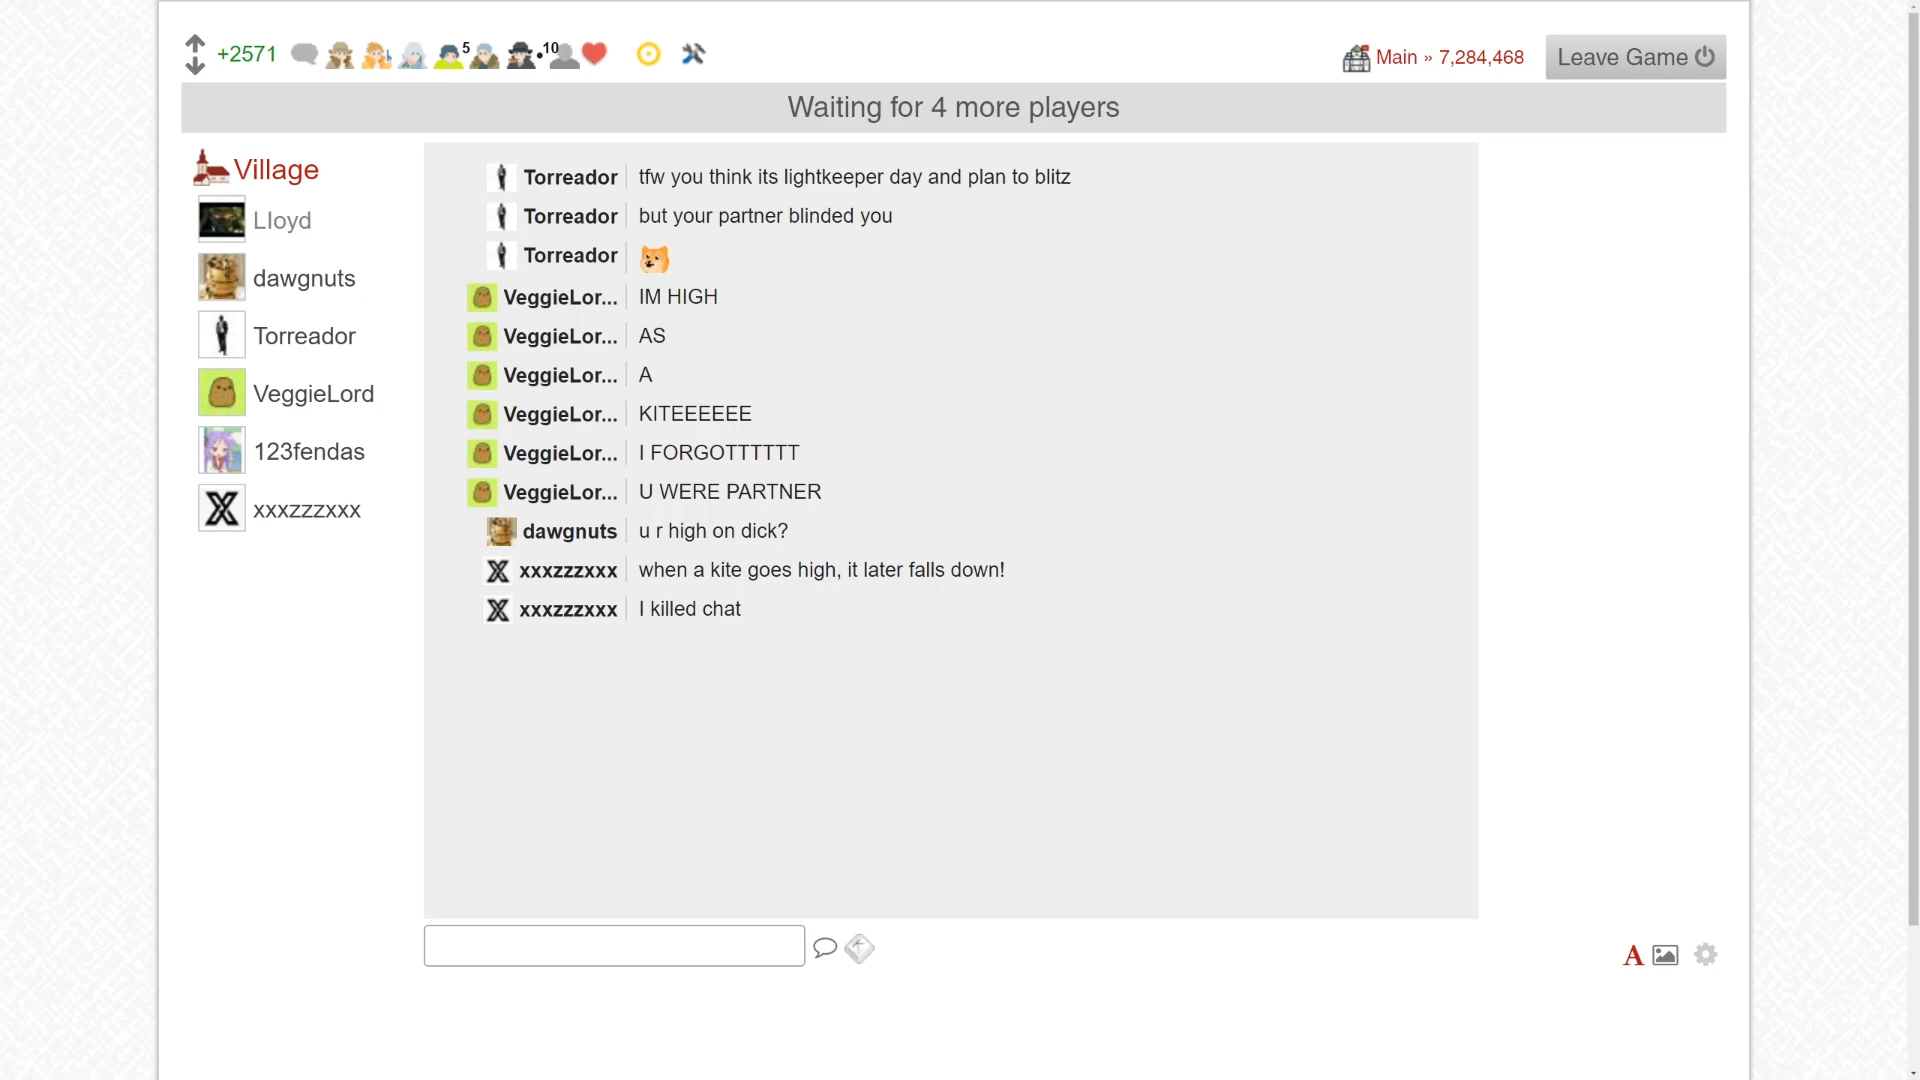 +2571 5 10 Main » 7,284,468 Leave Game
Waiting for 4 more players
Village
Lloyd
dawgnuts
Torreador
VeggieLord
123fendas
xxxzzzxxx
Torreador tfw you think its lightkeeper day and plan to blitz
Torreador but your partner blinded you
Torreador
VeggieLor... IM HIGH
VeggieLor... AS
VeggieLor... A
VeggieLor... KITEEEEEE
VeggieLor... I FORGOTTTTTT
VeggieLor... U WERE PARTNER
dawgnuts u r high on dick?
xxxzzzxxx when a kite goes high, it later falls down!
xxxzzzxxx I killed chat
A